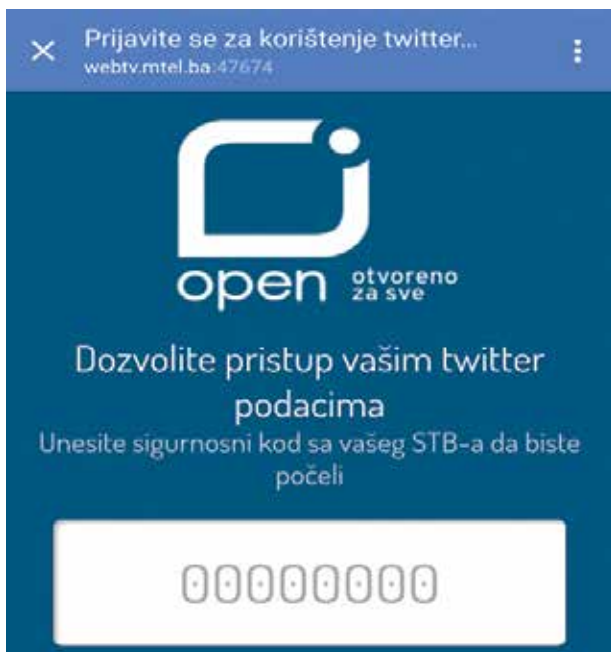 Prijavite se za korištenje twitter...
webtv.mtel.ba:47674
open otvoreno
za sve
Dozvolite pristup vašim twitter
podacima
Unesite sigurnosni kod sa vašeg STB-a da biste
počeli
00000000